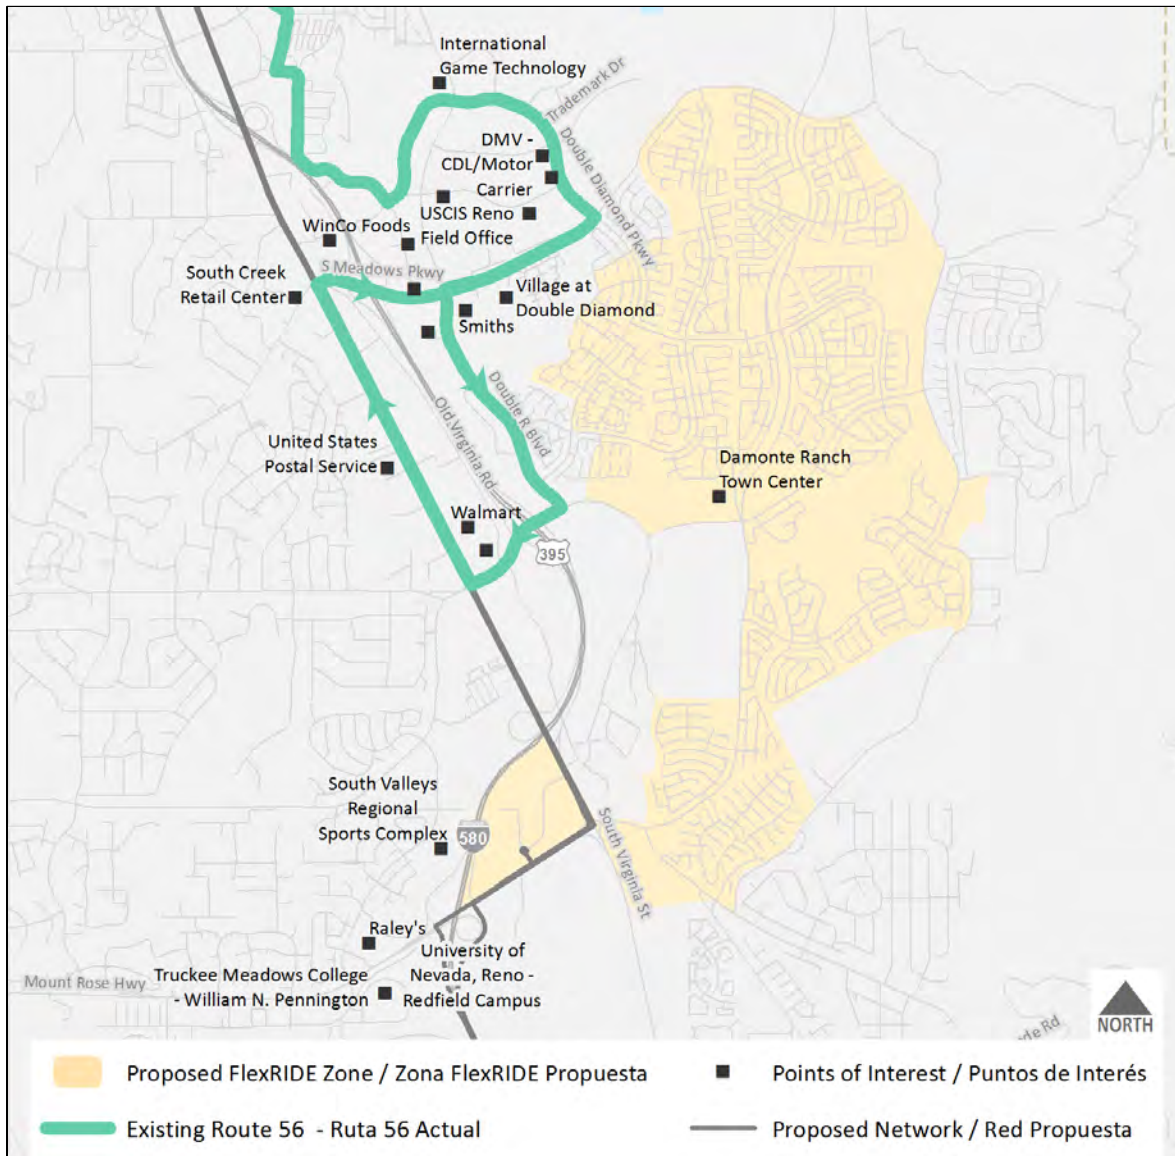 International
Game Technology
Trademark Dr
DMV -
CDL/Motor
Carrier
Double Diamond Pkwy
USCIS Reno
Field Office
WinCo Foods
S Meadows Pkwy
South Creek
Retail Center
Village at
Double Diamond
Smiths
Double R Blvd
Old Virginia Rd
United States
Postal Service
Damonte Ranch
Town Center
Walmart
395
South Valleys
Regional
Sports Complex
580
South Virginia St
Raley's
University of
Nevada, Reno -
Redfield Campus
Truckee Meadows College
- William N. Pennington
Mount Rose Hwy
NORTH
Rd
Proposed FlexRIDE Zone / Zona FlexRIDE Propuesta
Points of Interest / Puntos de Interés
Existing Route 56 - Ruta 56 Actual
Proposed Network / Red Propuesta